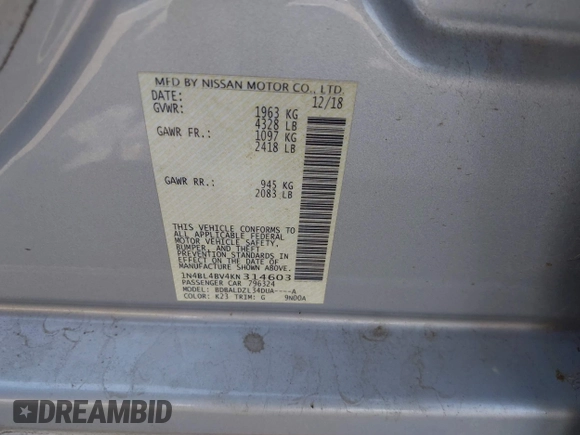 MFD BY NISSAN MOTOR CO., LTD.
DATE: 12/18
GVWR: 1963 KG
4328 LB
GAWR FR.: 1097 KG
2418 LB
GAWR RR.: 945 KG
2083 LB
THIS VEHICLE CONFORMS TO
ALL APPLICABLE FEDERAL
MOTOR VEHICLE SAFETY,
BUMPER, AND THEFT
PREVENTION STANDARDS IN
EFFECT ON THE DATE OF
MANUFACTURE SHOWN ABOVE.
1N4BL4BV4KN314603
PASSENGER CAR 796324
MODEL: BDBALDZL34DUA----A
COLOR: K23 TRIM: G 9N00A
DREAMBID